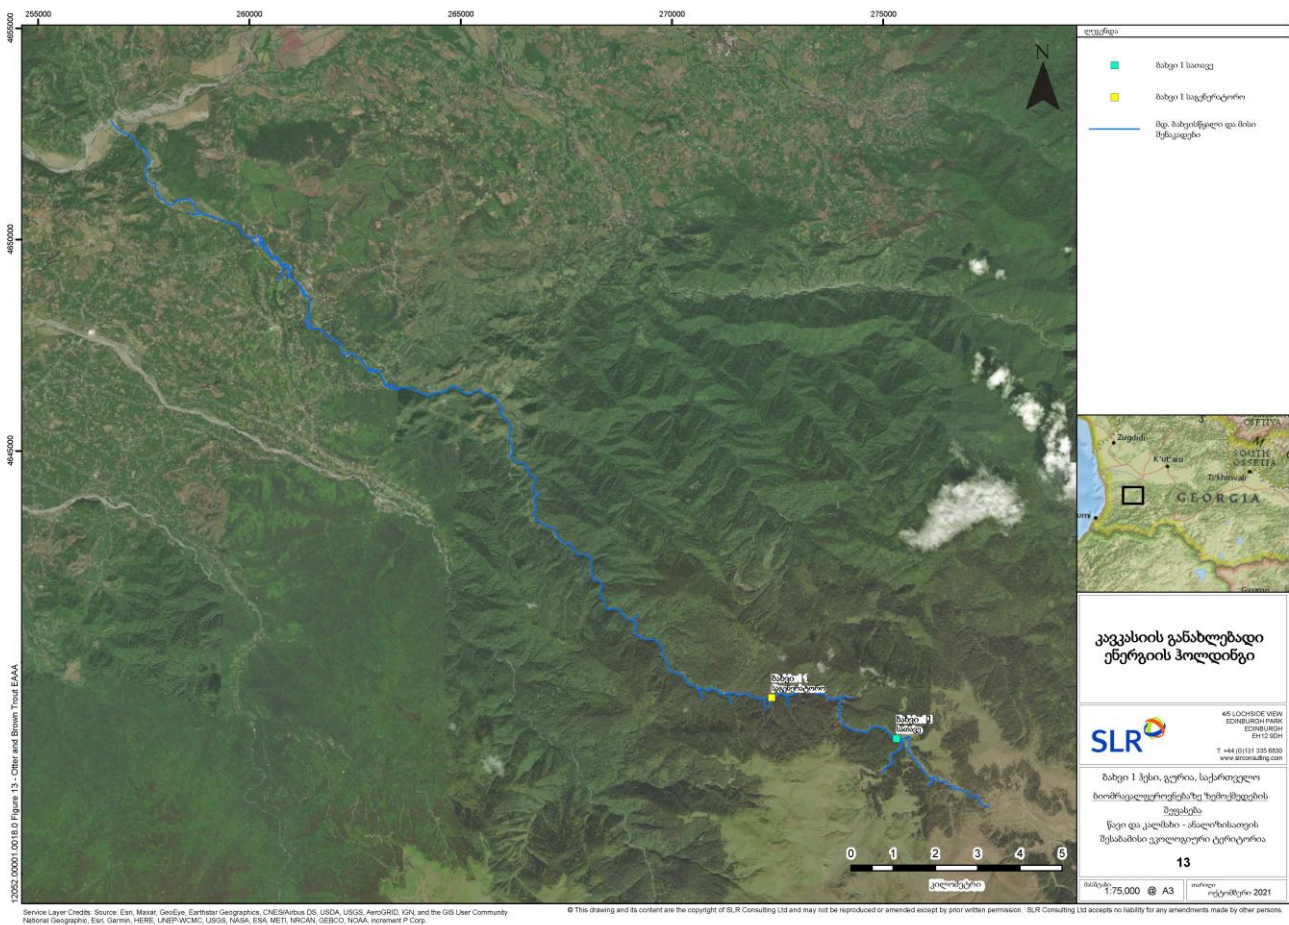 255000
260000
265000
270000
275000
4655000
4650000
4645000
N
ლეგენდა
ბახვი 1 სათავე
ბახვი 1 საგენერატორო
მდ. ბახვისწყალი და მისი
შენაკადები
Zugdidi
K'ut'aisi
SOUTH
OSSETIA
Ts'khinvali
GEORGIA
ბახვი 1
საგენერატორო
ბახვი 1
სათავე
0 1 2 3 4 5
კილომეტრი
კავკასიის განახლებადი
ენერგიის ჰოლდინგი
SLR
4/5 LOCHSIDE VIEW
EDINBURGH PARK
EDINBURGH
EH12 9DH
T: +44 (0)131 335 6830
www.slrconsulting.com
ბახვი 1 ჰესი, გურია, საქართველო
ბიომრავალფეროვნებაზე ზემოქმედების
შეფასება
წავი და კალმახი - ანალიზისათვის
შესაბამისი ეკოლოგიური ტერიტორია
13
მასშტაბი
1:75,000 @ A3
თარიღი
ოქტომბერი 2021
12052.00001.0018.0 Figure 13 - Otter and Brown Trout EAAA
Service Layer Credits: Source: Esri, Maxar, GeoEye, Earthstar Geographics, CNES/Airbus DS, USDA, USGS, AeroGRID, IGN, and the GIS User Community
National Geographic, Esri, Garmin, HERE, UNEP-WCMC, USGS, NASA, ESA, METI, NRCAN, GEBCO, NOAA, increment P Corp.
© This drawing and its content are the copyright of SLR Consulting Ltd and may not be reproduced or amended except by prior written permission. SLR Consulting Ltd accepts no liability for any amendments made by other persons.